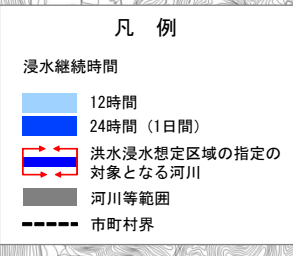 凡 例
浸水継続時間
12時間
24時間（1日間）
洪水浸水想定区域の指定の
対象となる河川
河川等範囲
市町村界